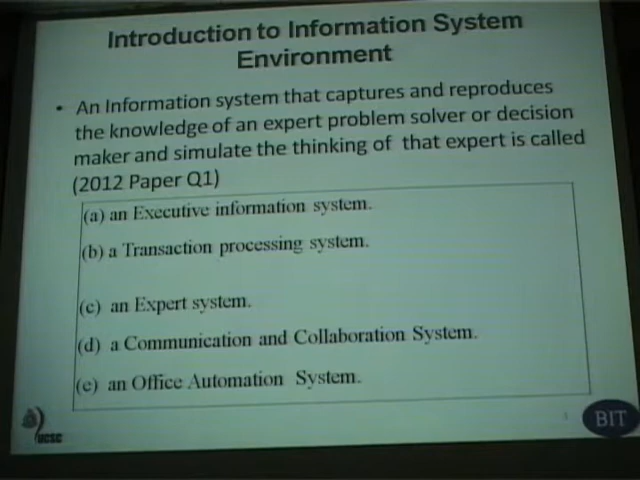 Introduction to Information System
Environment
• An Information system that captures and reproduces
the knowledge of an expert problem solver or decision
maker and simulate the thinking of that expert is called
(2012 Paper Q1)
(a) an Executive information system.
(b) a Transaction processing system.
(c) an Expert system.
(d) a Communication and Collaboration System.
(e) an Office Automation System.
UCSC
BIT